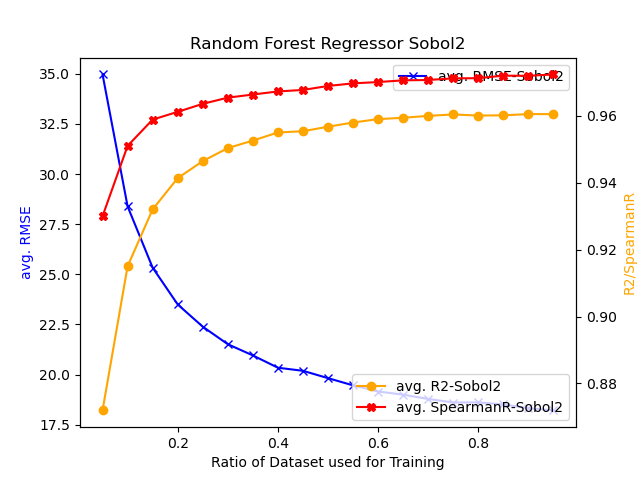 Random Forest Regressor Sobol2
avg. RMSE-Sobol2
35.0
32.5
30.0
27.5
25.0
22.5
20.0
17.5
avg. RMSE
0.96
0.94
0.92
0.90
0.88
R2/SpearmanR
avg. R2-Sobol2
avg. SpearmanR-Sobol2
0.2 0.4 0.6 0.8
Ratio of Dataset used for Training